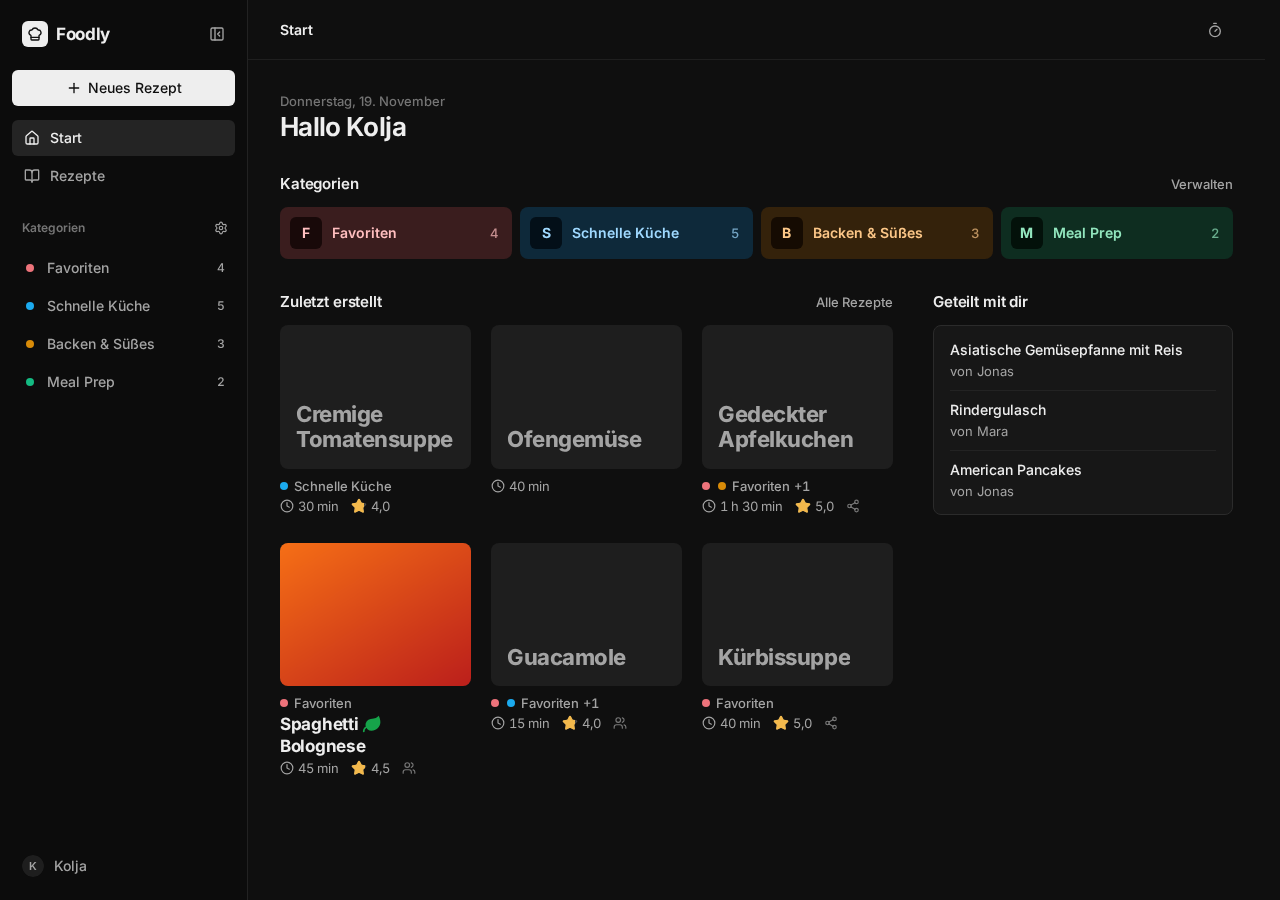 Foodly
Neues Rezept
Start
Rezepte
Kategorien
Favoriten 4
Schnelle Küche 5
Backen & Süßes 3
Meal Prep 2
K Kolja
Start
Donnerstag, 19. November
Hallo Kolja
Kategorien Verwalten
F Favoriten 4
S Schnelle Küche 5
B Backen & Süßes 3
M Meal Prep 2
Zuletzt erstellt Alle Rezepte
Cremige
Tomatensuppe
Schnelle Küche
30 min 4,0
Ofengemüse
40 min
Gedeckter
Apfelkuchen
Favoriten +1
1 h 30 min 5,0
Favoriten
Spaghetti
Bolognese
45 min 4,5
Guacamole
Favoriten +1
15 min 4,0
Kürbissuppe
Favoriten
40 min 5,0
Geteilt mit dir
Asiatische Gemüsepfanne mit Reis
von Jonas
Rindergulasch
von Mara
American Pancakes
von Jonas